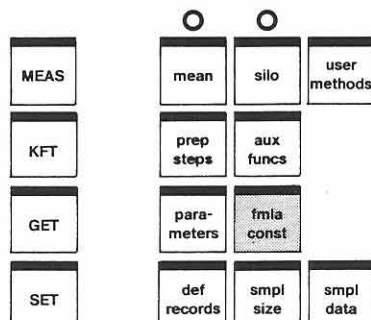 MEAS
mean
silo
user
methods
KFT
prep
steps
aux
funcs
GET
para-
meters
fmla
const
SET
def
records
smpl
size
smpl
data